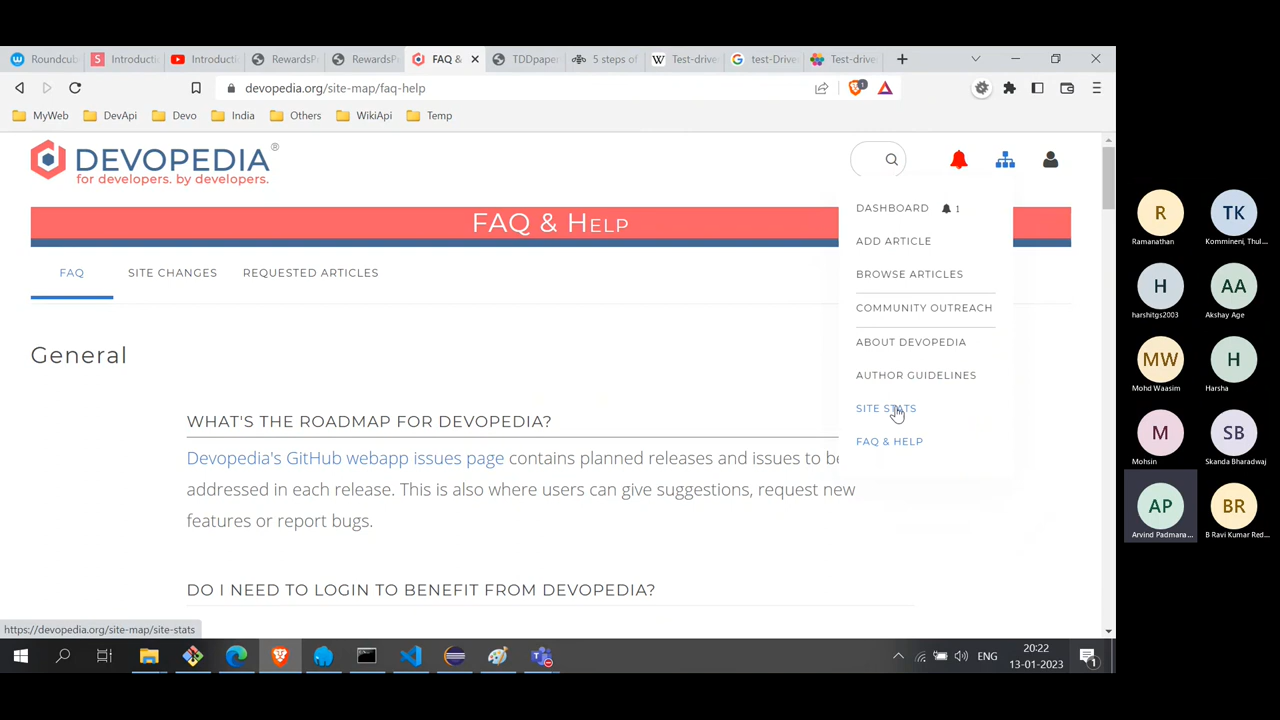 Roundcub
Introducti
Introducti
RewardsP
RewardsP
FAQ &
TDDpape
5 steps of
Test-drive
test-Drive
Test-drive
devopedia.org/site-map/faq-help
1
MyWeb
DevApi
Devo
India
Others
WikiApi
Temp
DEVOPEDIA®
for developers. by developers.
FAQ & HELP
DASHBOARD 1
ADD ARTICLE
BROWSE ARTICLES
COMMUNITY OUTREACH
ABOUT DEVOPEDIA
AUTHOR GUIDELINES
SITE STATS
FAQ & HELP
FAQ
SITE CHANGES
REQUESTED ARTICLES
General
WHAT'S THE ROADMAP FOR DEVOPEDIA?
Devopedia's GitHub webapp issues page contains planned releases and issues to be
addressed in each release. This is also where users can give suggestions, request new
features or report bugs.
DO I NEED TO LOGIN TO BENEFIT FROM DEVOPEDIA?
https://devopedia.org/site-map/site-stats
ENG
20:22
13-01-2023
1
R
Ramanathan
TK
Kommineni, Thul...
H
harshitgs2003
AA
Akshay Age
MW
Mohd Waasim
H
Harsha
M
Mohsin
SB
Skanda Bharadwaj
AP
Arvind Padmana...
BR
B Ravi Kumar Red...